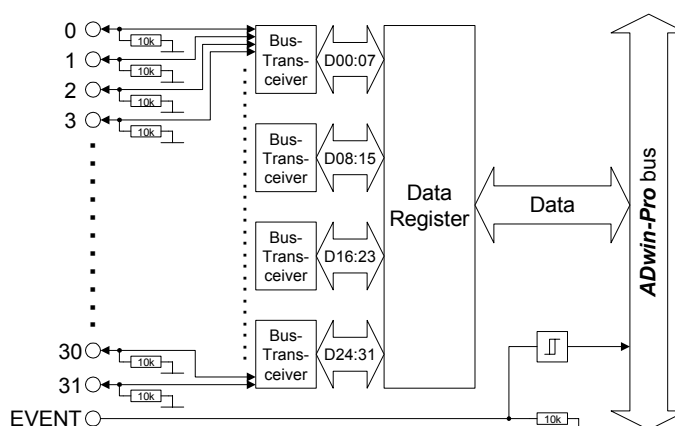 0
10k
1
10k
2
10k
3
10k
Bus-
Trans-
ceiver
D00:07
Bus-
Trans-
ceiver
D08:15
Bus-
Trans-
ceiver
D16:23
Bus-
Trans-
ceiver
D24:31
Data
Register
Data
ADwin-Pro bus
30
10k
31
10k
EVENT
10k